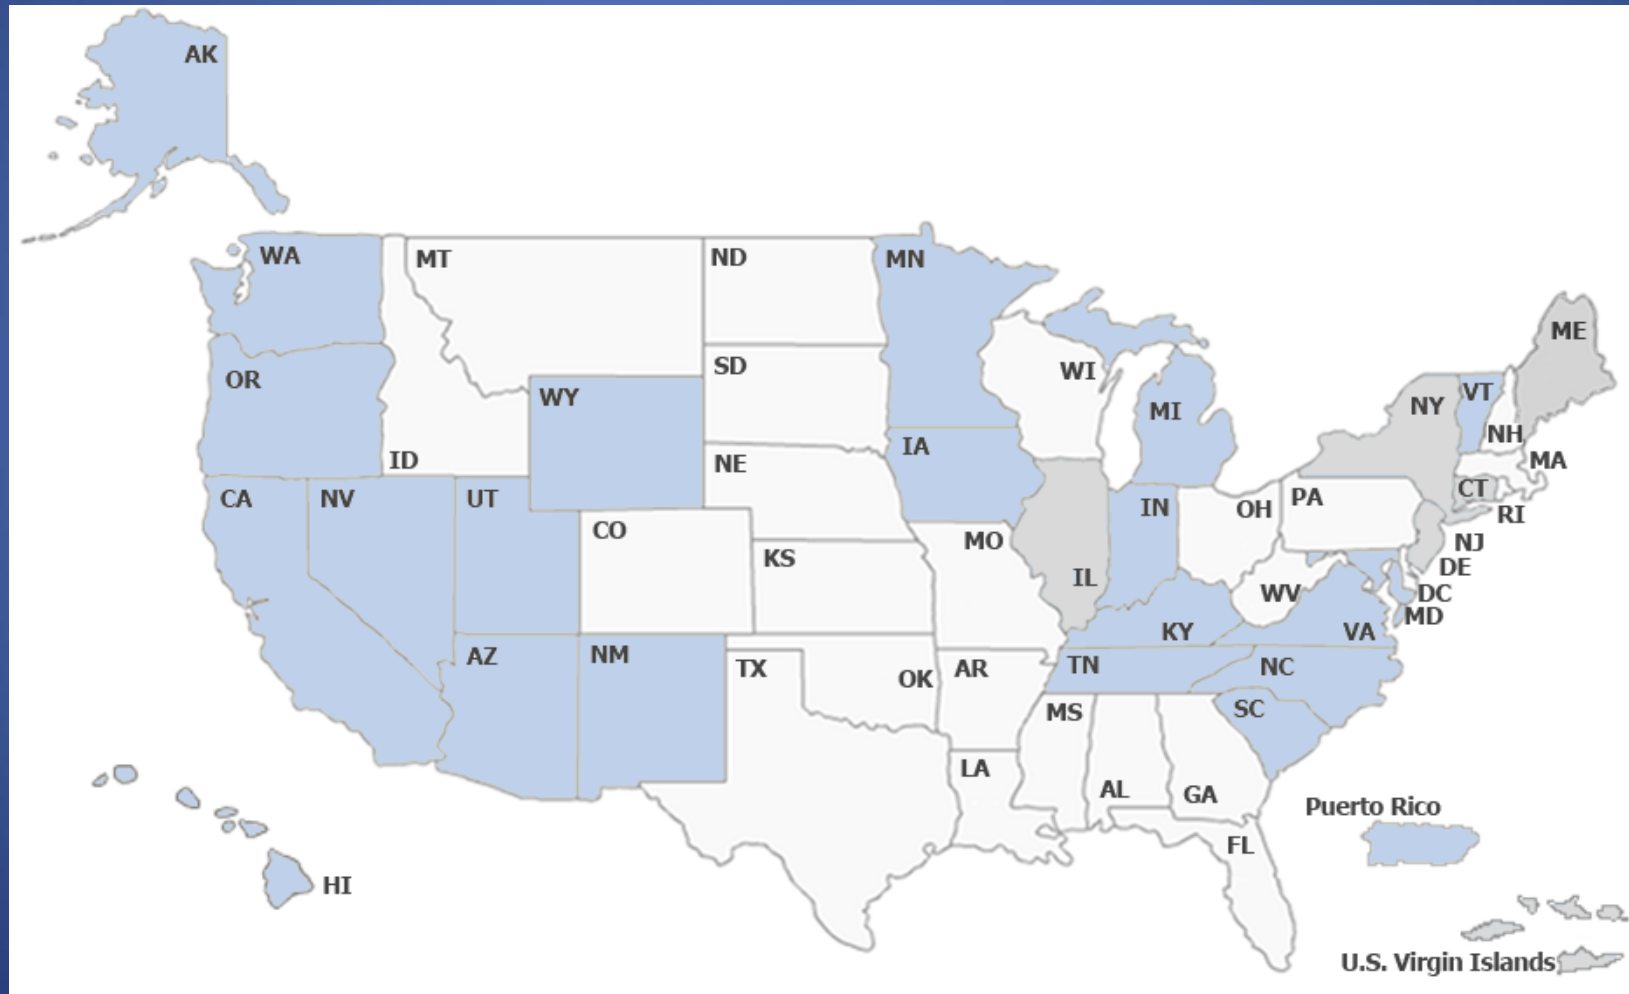 AK
WA
MT
ND
MN
ME
OR
SD
WI
WY
MI
VT
NY
NH
ID
IA
NE
MA
CA
NV
UT
CT
IN
OH
PA
RI
CO
MO
NJ
KS
IL
DE
WV
DC
MD
KY
VA
AZ
NM
TX
OK
AR
TN
NC
MS
SC
LA
AL
GA
Puerto Rico
FL
HI
U.S. Virgin Islands